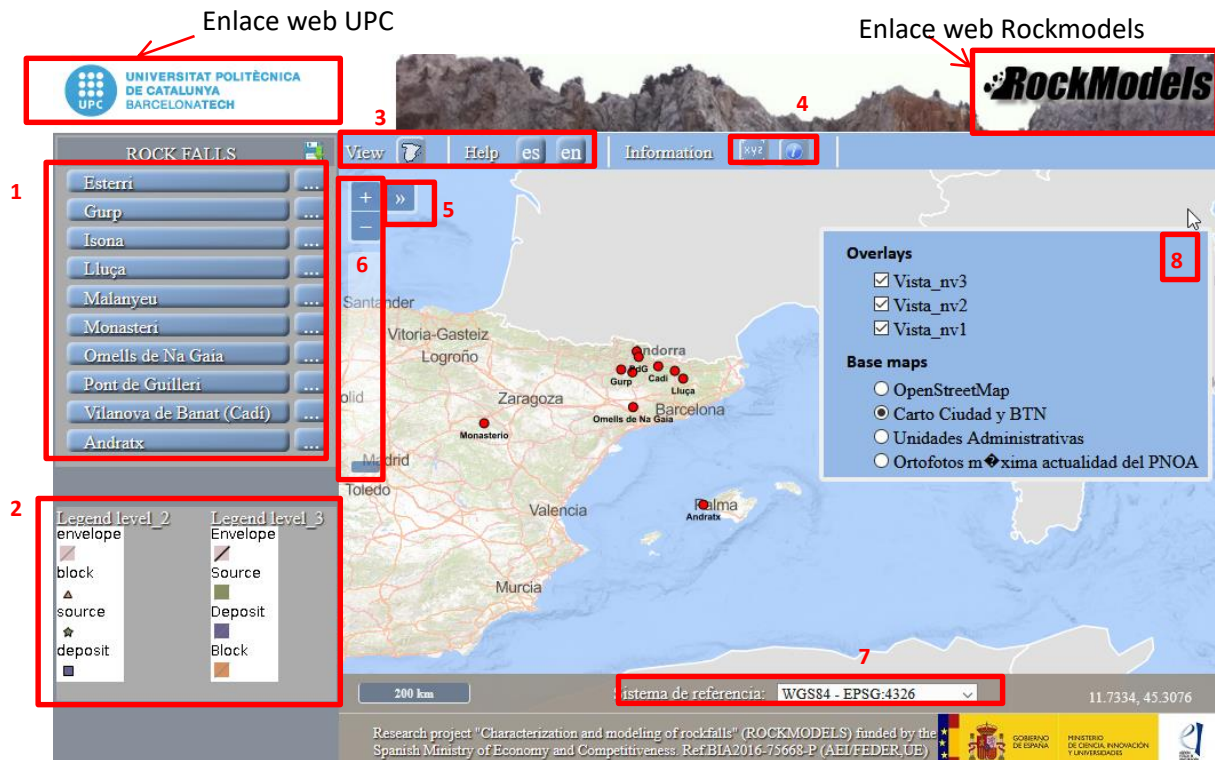 Enlace web UPC
Enlace web Rockmodels
UNIVERSITAT POLITÈCNICA
DE CATALUNYA
BARCELONATECH
UPC
RockModels
3
4
ROCK FALLS
View
Help
es
en
Information
xyz
i
1
Esterri ...
Gurp ...
Isona ...
Lluça ...
Malanyeu ...
Monasteri ...
Omells de Na Gaia ...
Pont de Guilleri ...
Vilanova de Banat (Cadí) ...
Andratx ...
+
»
−
5
6
8
Overlays
Vista_nv3
Vista_nv2
Vista_nv1
Base maps
OpenStreetMap
Carto Ciudad y BTN
Unidades Administrativas
Ortofotos m�xima actualidad del PNOA
Santander
Vitoria-Gasteiz
Logroño
ndorra
PdG
Gurp
Cadi
Lluça
olid
Zaragoza
Omells de Na Gaia
Barcelona
Monasterio
Madrid
Toledo
Valencia
Palma
Andratx
Murcia
2
Legend level_2
envelope
block
source
deposit
Legend level_3
Envelope
Source
Deposit
Block
7
200 km
Sistema de referencia:
WGS84 - EPSG:4326
11.7334, 45.3076
Research project "Characterization and modeling of rockfalls" (ROCKMODELS) funded by the
Spanish Ministry of Economy and Competitiveness. Ref BIA2016-75668-P (AEI/FEDER,UE)
GOBIERNO
DE ESPAÑA
MINISTERIO
DE CIENCIA, INNOVACIÓN
Y UNIVERSIDADES